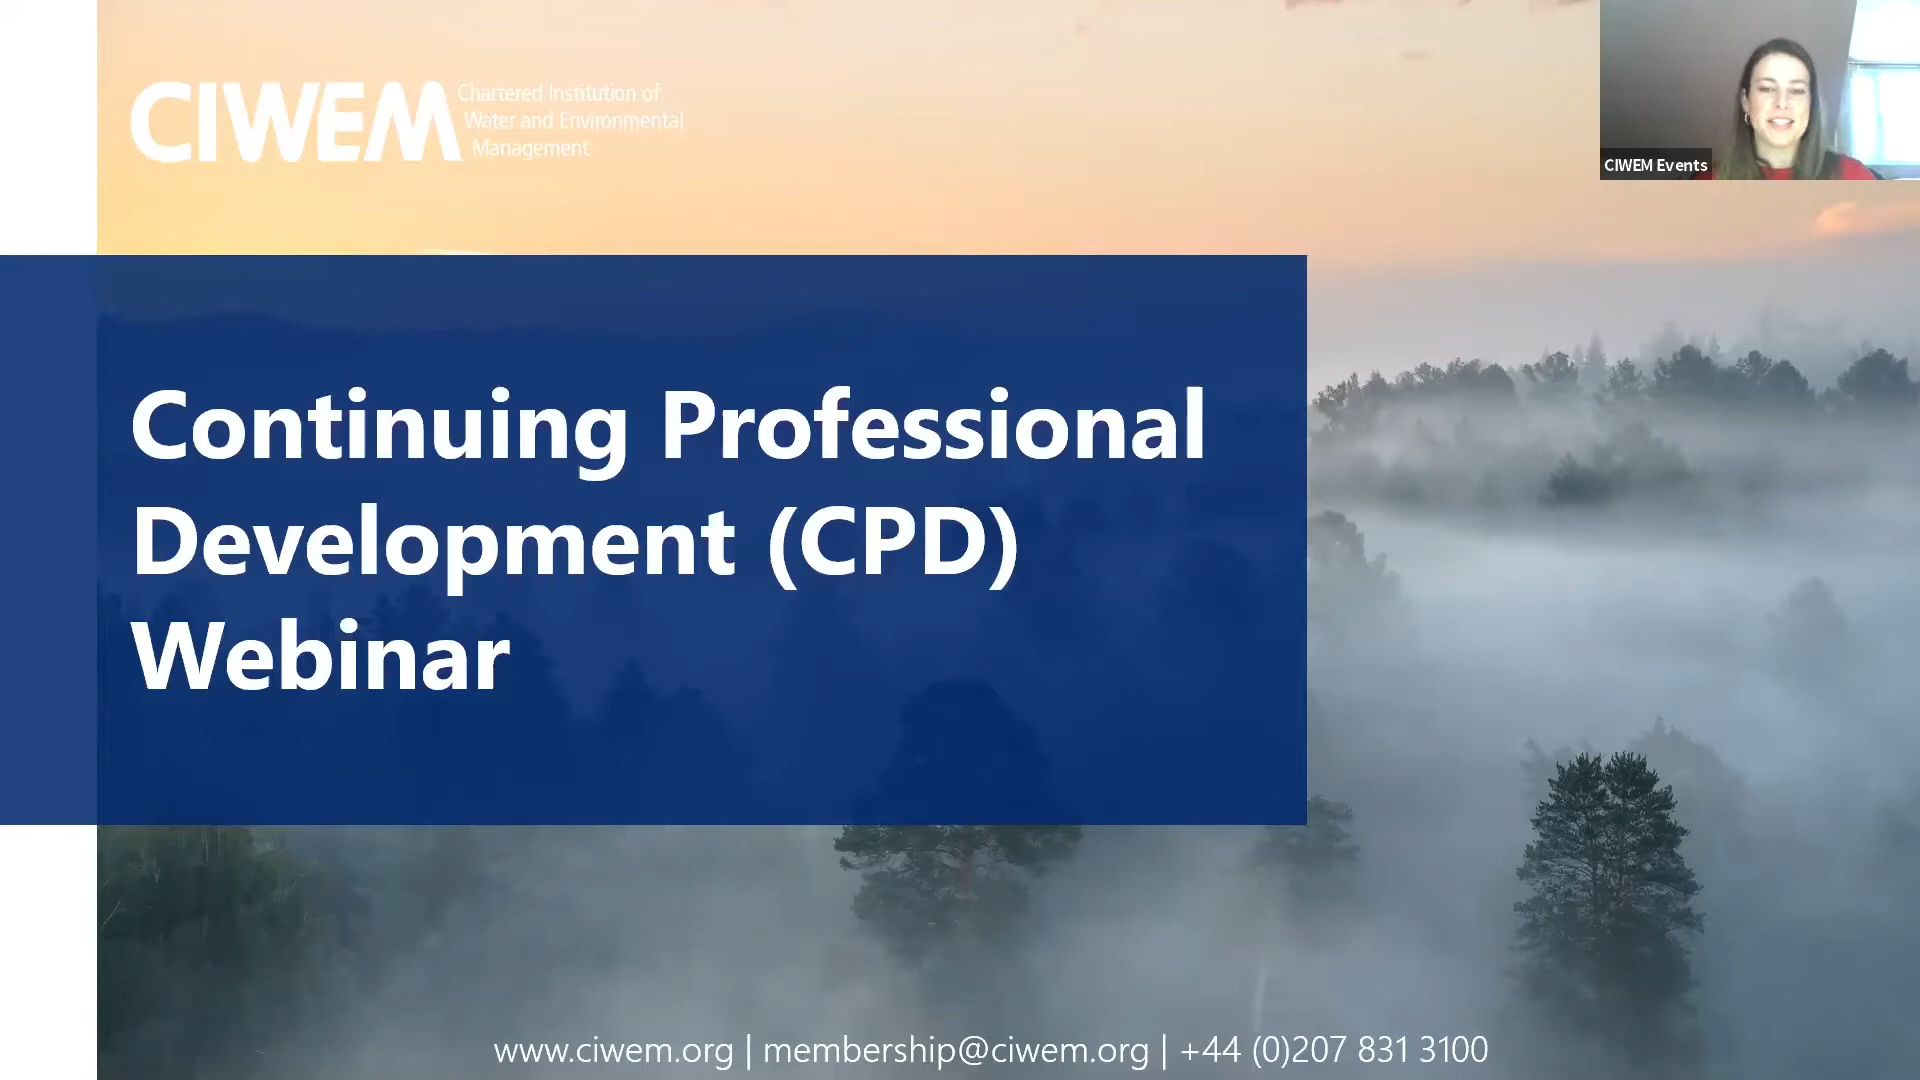 CIWEM
Chartered Institution of
Water and Environmental
Management
CIWEM Events
Continuing Professional
Development (CPD)
Webinar
www.ciwem.org | membership@ciwem.org | +44 (0)207 831 3100